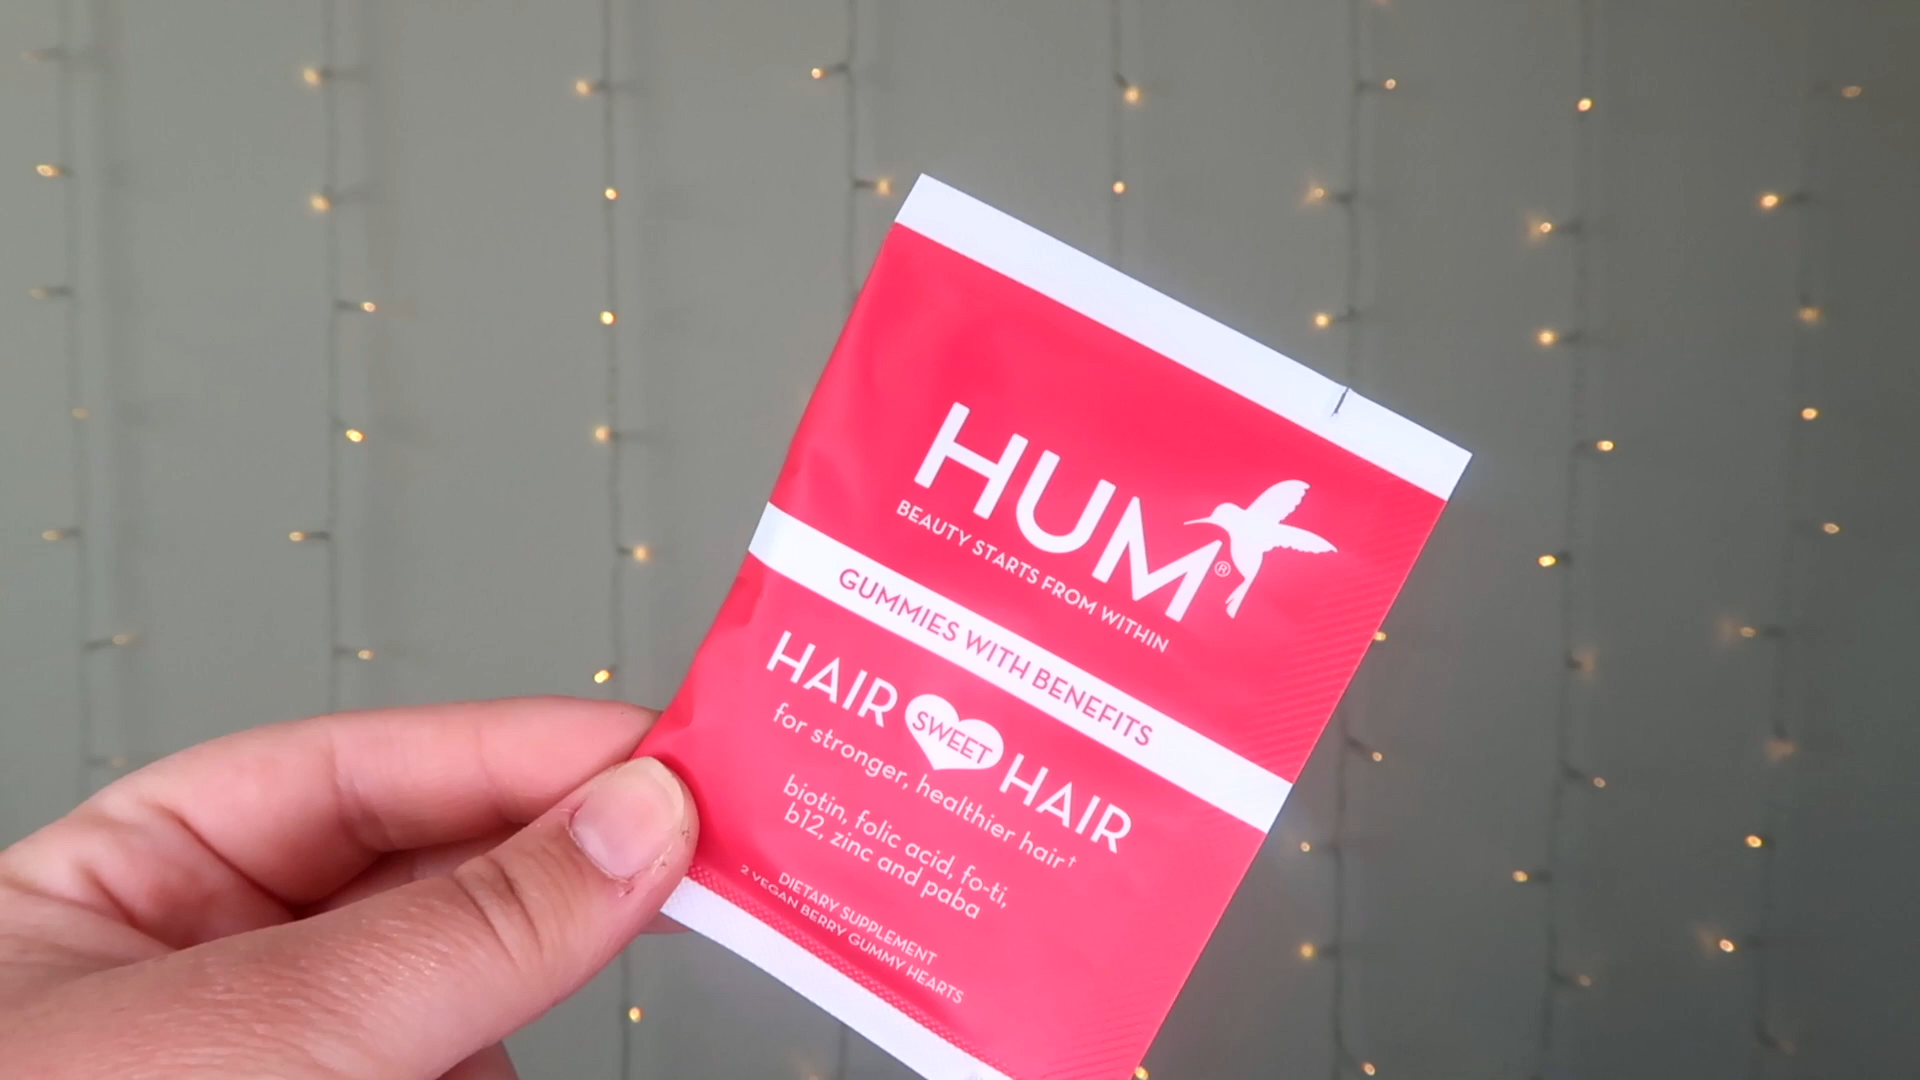 HUM®
BEAUTY STARTS FROM WITHIN
GUMMIES WITH BENEFITS
HAIR SWEET HAIR
for stronger, healthier hair†
biotin, folic acid, fo-ti,
b12, zinc and paba
DIETARY SUPPLEMENT
2 VEGAN BERRY GUMMY HEARTS